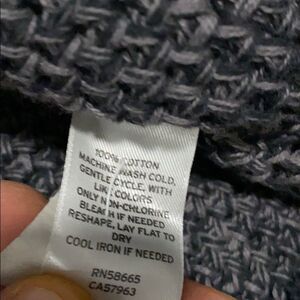 100% COTTON
MACHINE WASH COLD,
GENTLE CYCLE, WITH
LIKE COLORS
ONLY NON-CHLORINE
BLEACH IF NEEDED
RESHAPE, LAY FLAT TO
DRY
COOL IRON IF NEEDED
RN58665
CA57963